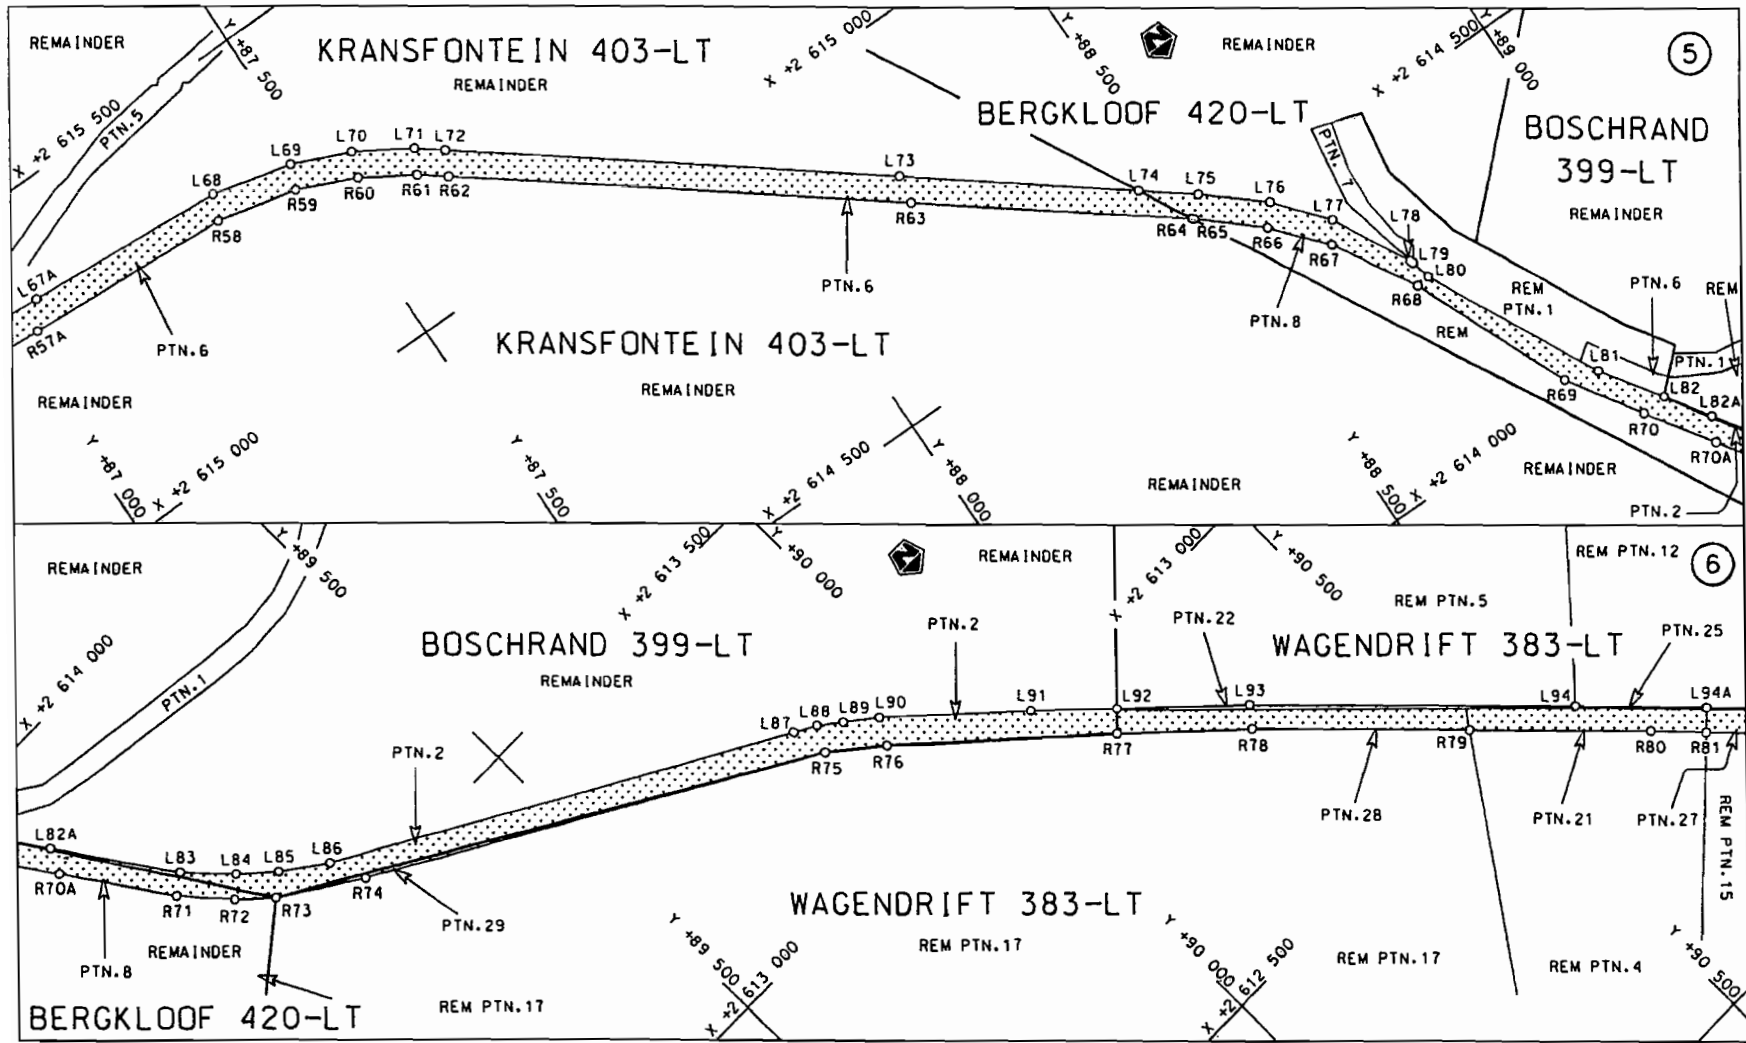 REMAINDER
Y +87 500
KRANSFONTEIN 403-LT
REMAINDER
X +2 615 000
Y +88 500
N
REMAINDER
X +2 614 500
Y +89 000
5
X +2 615 500
PTN.5
BERGKLOOF 420-LT
BOSCHRAND
399-LT
REMAINDER
PTN. 7
L67A
L68
L69
L70
L71
L72
L73
L74
L75
L76
L77
L78
L79
L80
L81
L82
L82A
R57A
R58
R59
R60
R61
R62
R63
R64
R65
R66
R67
R68
R69
R70
R70A
PTN.6
PTN.6
PTN.8
REM
REM
PTN.1
PTN.6
REM
PTN.1
KRANSFONTEIN 403-LT
REMAINDER
REMAINDER
Y +87 000
X +2 615 000
Y +87 500
X +2 614 500
Y +88 000
REMAINDER
Y +88 500
X +2 614 000
REMAINDER
PTN.2
REMAINDER
Y +89 500
X +2 613 500
Y +90 000
N
REMAINDER
X +2 613 000
Y +90 500
REM PTN.12
6
REM PTN.5
X +2 614 000
PTN.1
BOSCHRAND 399-LT
REMAINDER
PTN.2
PTN.22
WAGENDRIFT 383-LT
PTN.25
PTN.2
L82A
L83
L84
L85
L86
L87
L88
L89
L90
L91
L92
L93
L94
L94A
R70A
R71
R72
R73
R74
R75
R76
R77
R78
R79
R80
R81
PTN.28
PTN.21
PTN.27
REM PTN.15
PTN.8
REMAINDER
PTN.29
WAGENDRIFT 383-LT
REM PTN.17
REM PTN.17
REM PTN.4
BERGKLOOF 420-LT
REM PTN.17
Y +89 500
X +2 613 000
Y +90 000
X +2 612 500
Y +90 500